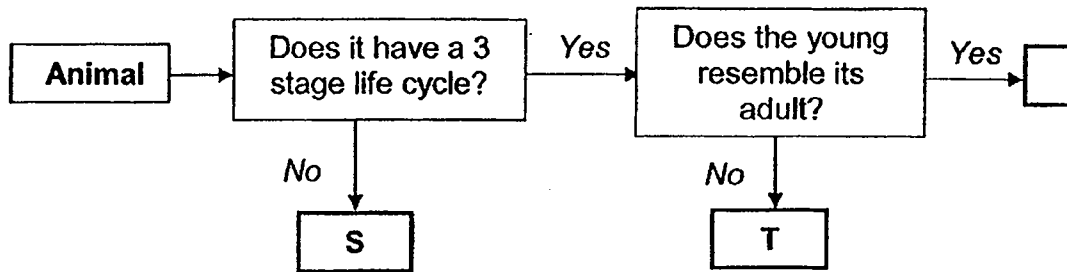 Animal
Does it have a 3
stage life cycle?
Yes
Does the young
resemble its
adult?
Yes
No
No
S
T